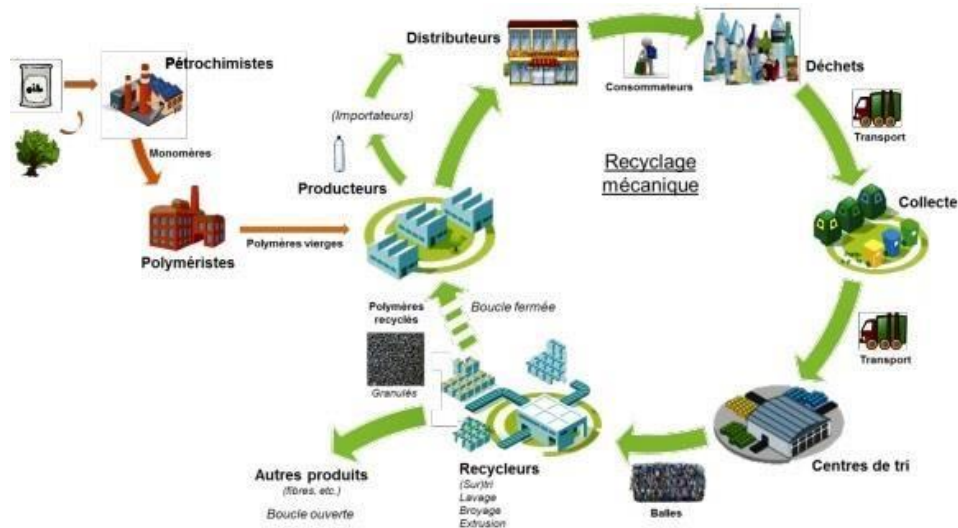 Distributeurs
Pétrochimistes
oil
Consommateurs
Déchets
(Importateurs)
Transport
Monomères
Recyclage
mécanique
Producteurs
Collecte
Polymères vierges
Polyméristes
Polymères
recyclés
Boucle fermée
Transport
Granulés
Autres produits
(fibres, etc.)
Boucle ouverte
Recycleurs
(Sur)tri
Lavage
Broyage
Extrusion
Balles
Centres de tri